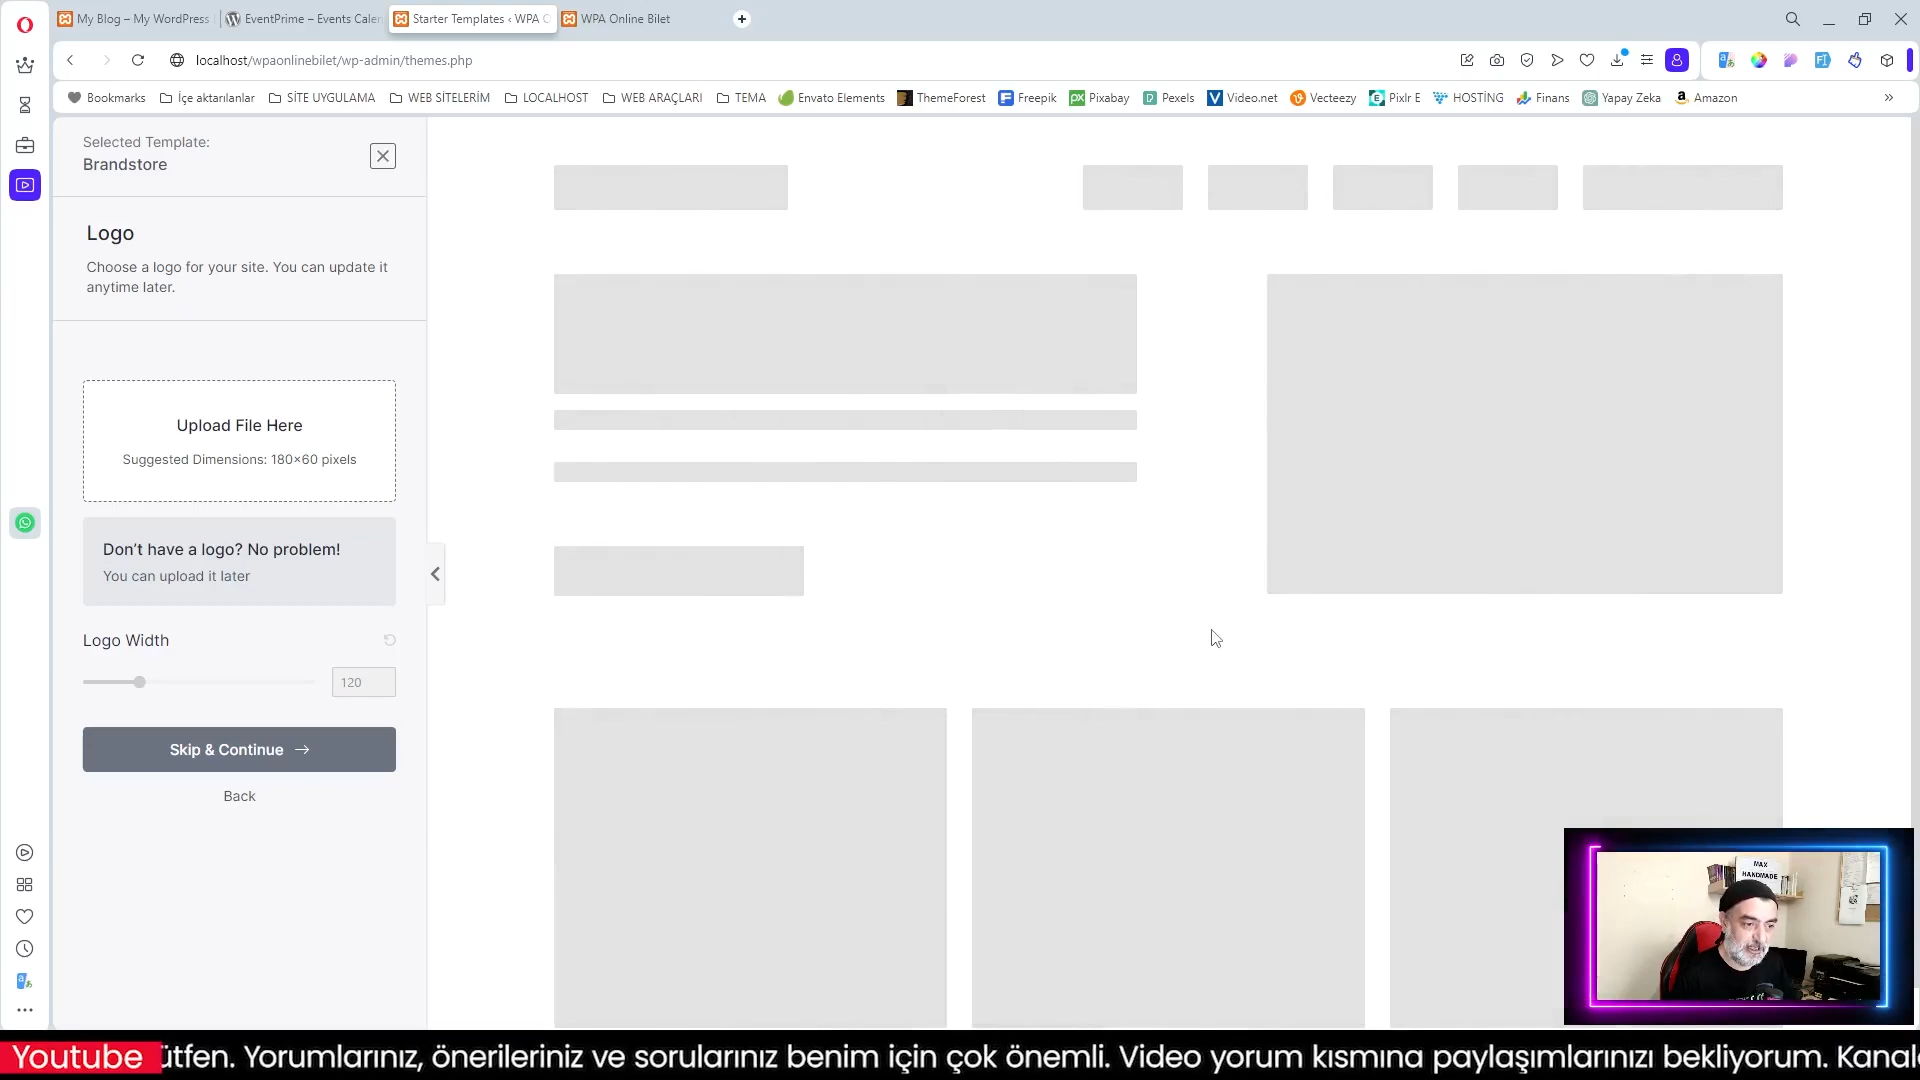 My Blog – My WordPress
EventPrime – Events Calen
Starter Templates ‹ WPA O
WPA Online Bilet
localhost/wpaonlinebilet/wp-admin/themes.php
Bookmarks
İçe aktarılanlar
SİTE UYGULAMA
WEB SİTELERİM
LOCALHOST
WEB ARAÇLARI
TEMA
Envato Elements
ThemeForest
Freepik
Pixabay
Pexels
Video.net
Vecteezy
Pixlr E
HOSTİNG
Finans
Yapay Zeka
Amazon
Selected Template:
Brandstore
Logo
Choose a logo for your site. You can update it
anytime later.
Upload File Here
Suggested Dimensions: 180×60 pixels
Don’t have a logo? No problem!
You can upload it later
Logo Width
120
Skip & Continue →
Back
MAX
HANDMADE
Youtube
ütfen. Yorumlarınız, önerileriniz ve sorularınız benim için çok önemli. Video yorum kısmına paylaşımlarınızı bekliyorum. Kanal